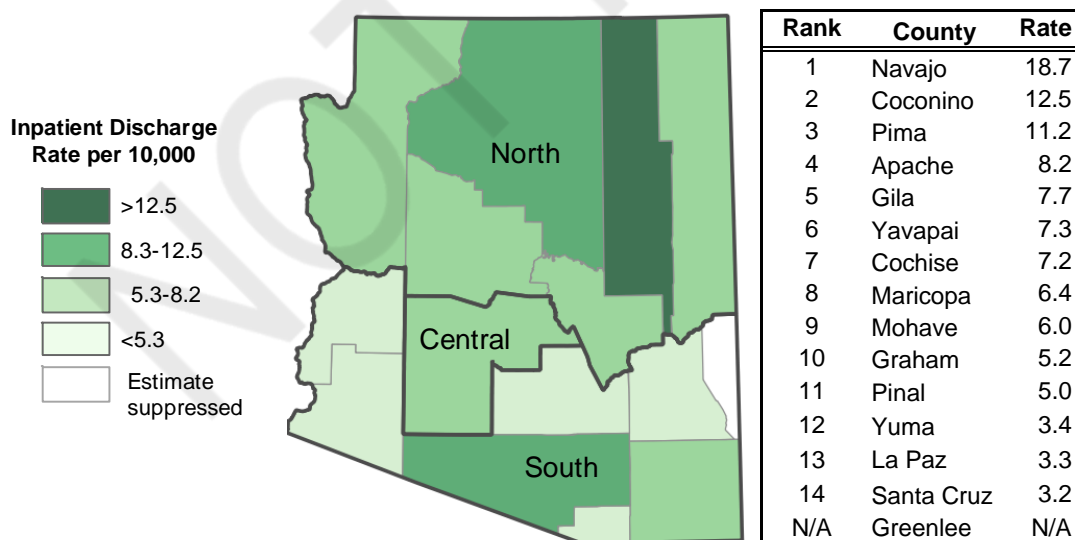 Inpatient Discharge
Rate per 10,000
>12.5
8.3-12.5
5.3-8.2
<5.3
Estimate
suppressed
North
Central
South
Rank County Rate
1 Navajo 18.7
2 Coconino 12.5
3 Pima 11.2
4 Apache 8.2
5 Gila 7.7
6 Yavapai 7.3
7 Cochise 7.2
8 Maricopa 6.4
9 Mohave 6.0
10 Graham 5.2
11 Pinal 5.0
12 Yuma 3.4
13 La Paz 3.3
14 Santa Cruz 3.2
N/A Greenlee N/A